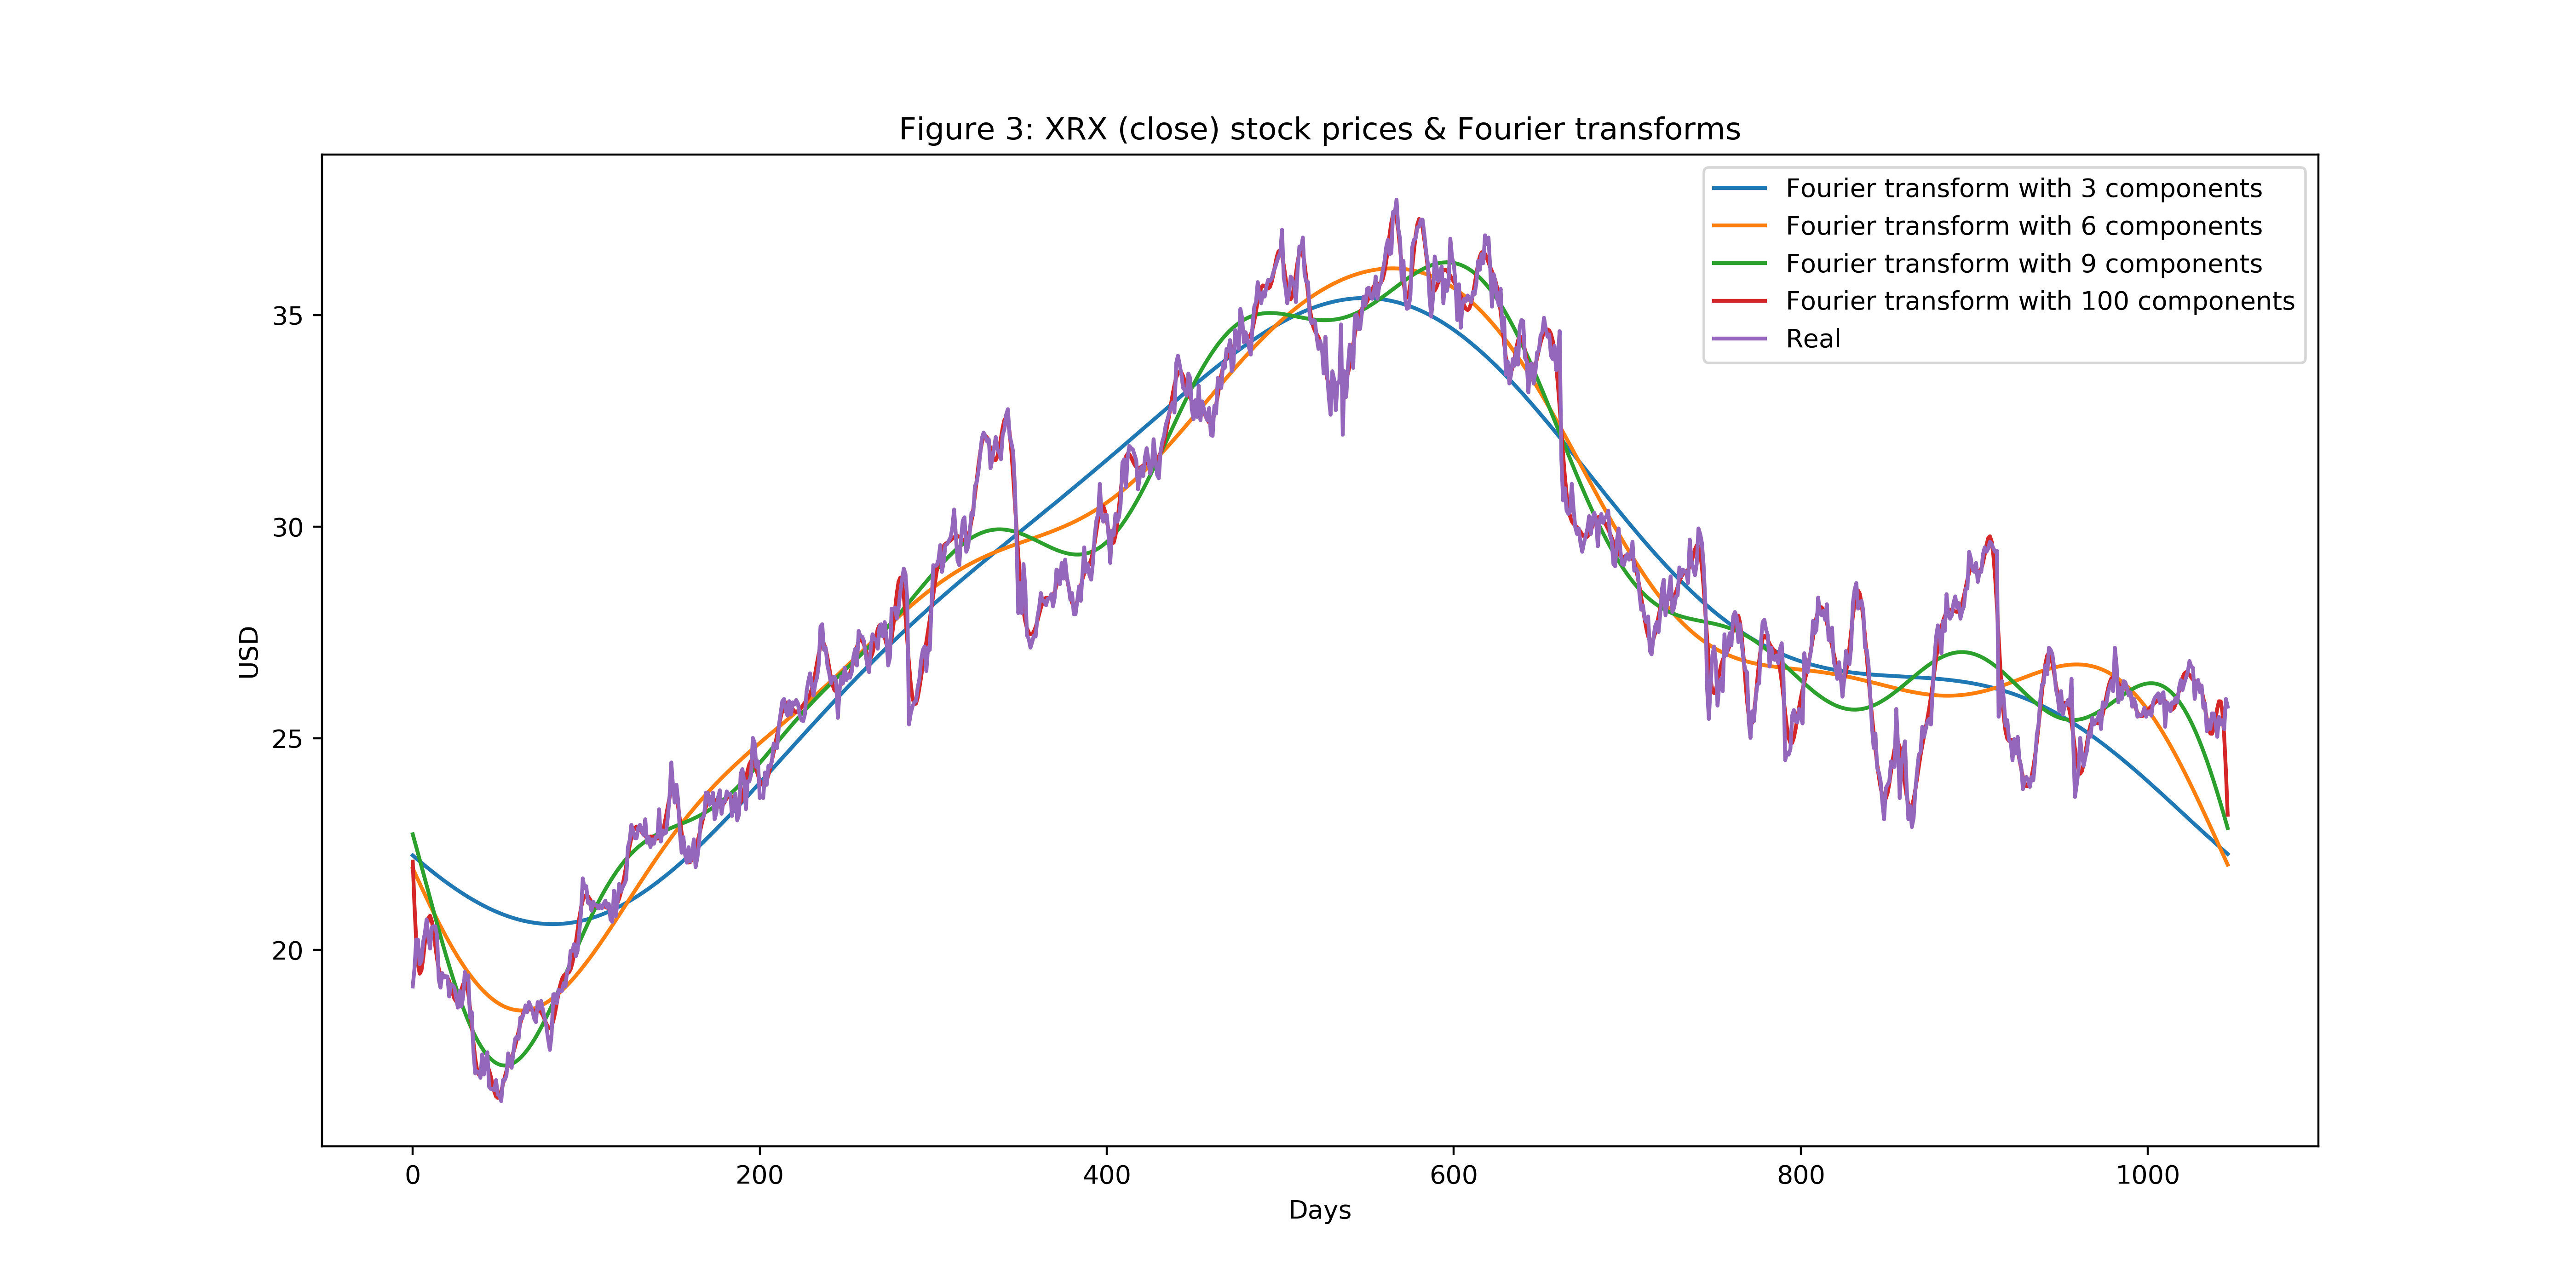 Figure 3: XRX (close) stock prices & Fourier transforms
Fourier transform with 3 components
Fourier transform with 6 components
Fourier transform with 9 components
Fourier transform with 100 components
Real
USD
35
30
25
20
0
200
400
600
800
1000
Days